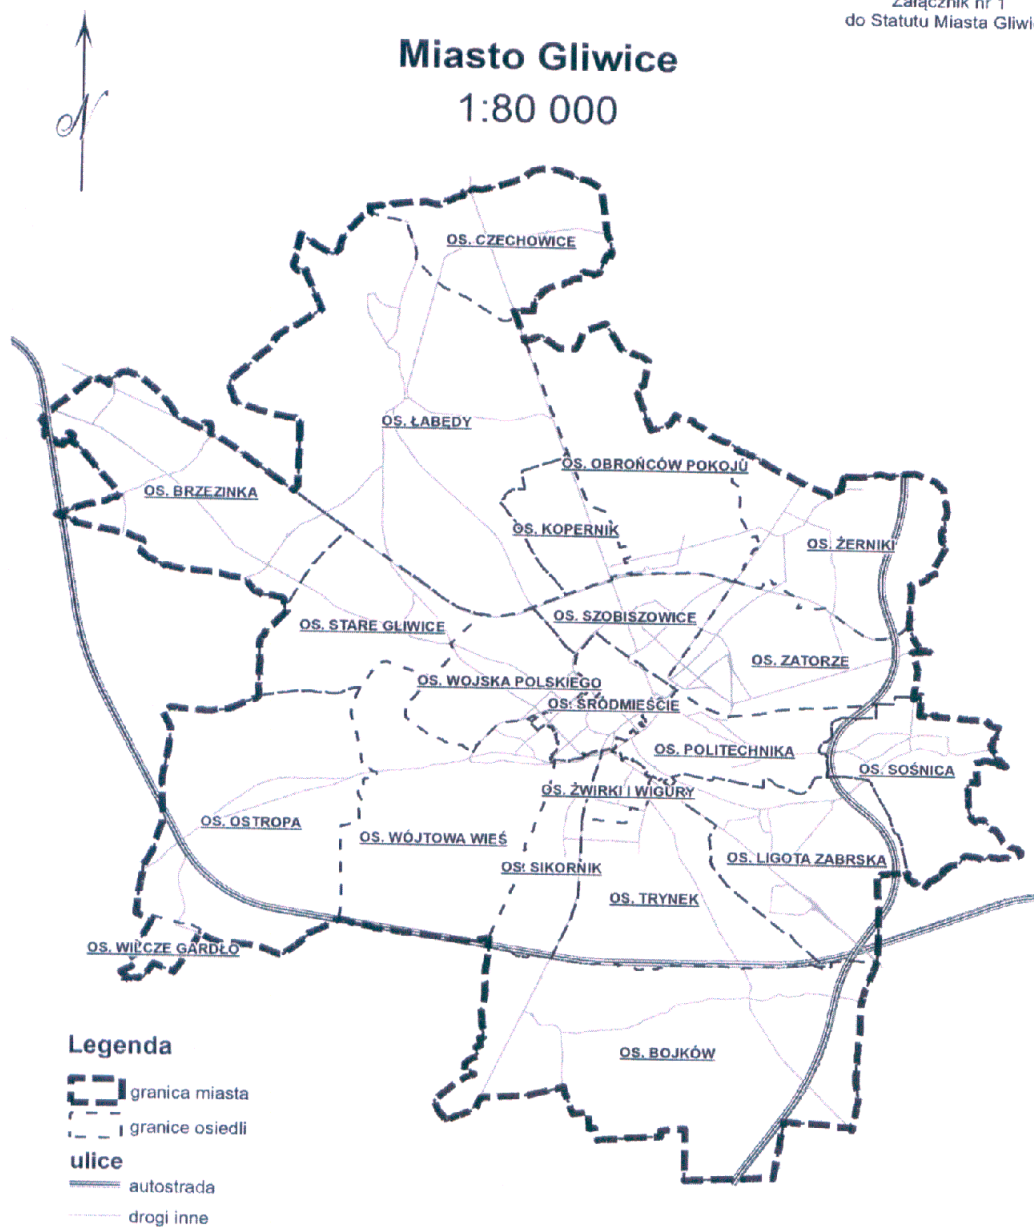 Załącznik nr 1
do Statutu Miasta
Miasto Gliwice
1:80 000
OS. CZECHOWICE
OS. ŁABĘDY
OS. OBROŃCÓW POKOJU
OS. BRZEZINKA
OS. KOPERNIK
OS. ŻERNIKI
OS. SZOBISZOWICE
OS. STARE GLIWICE
OS. ZATORZE
OS. WOJSKA POLSKIEGO
OS. ŚRÓDMIEŚCIE
OS. POLITECHNIKA
OS. SOŚNICA
OS. ŻWIRKI I WIGURY
OS. OSTROPA
OS. WÓJTOWA WIEŚ
OS. LIGOTA ZABRSKA
OS. SIKORNIK
OS. TRYNEK
OS. WILCZE GARDŁO
OS. BOJKÓW
Legenda
granica miasta
granice osiedli
ulice
autostrada
drogi inne